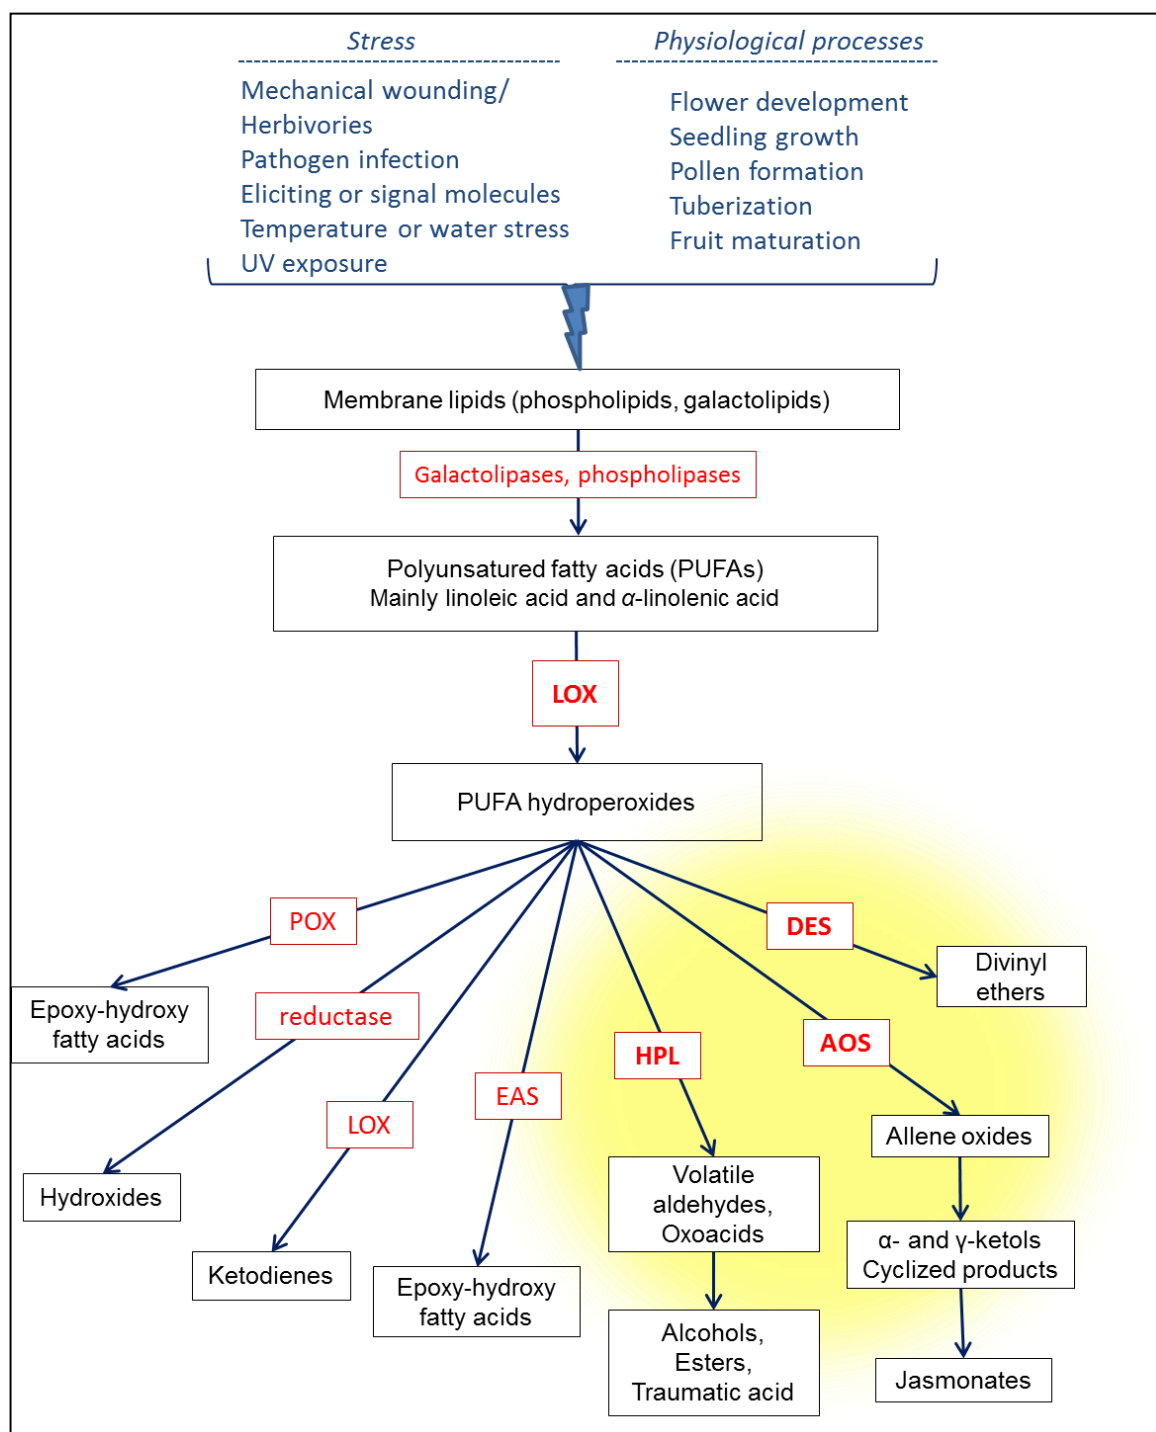 Stress
Mechanical wounding/
Herbivories
Pathogen infection
Eliciting or signal molecules
Temperature or water stress
UV exposure
Physiological processes
Flower development
Seedling growth
Pollen formation
Tuberization
Fruit maturation
Membrane lipids (phospholipids, galactolipids)
Galactolipases, phospholipases
Polyunsatured fatty acids (PUFAs)
Mainly linoleic acid and α-linolenic acid
LOX
PUFA hydroperoxides
POX
DES
Epoxy-hydroxy
fatty acids
Divinyl
ethers
reductase
HPL
AOS
EAS
LOX
Allene oxides
Hydroxides
Volatile
aldehydes,
Oxoacids
α- and γ-ketols
Cyclized products
Ketodienes
Epoxy-hydroxy
fatty acids
Alcohols,
Esters,
Traumatic acid
Jasmonates